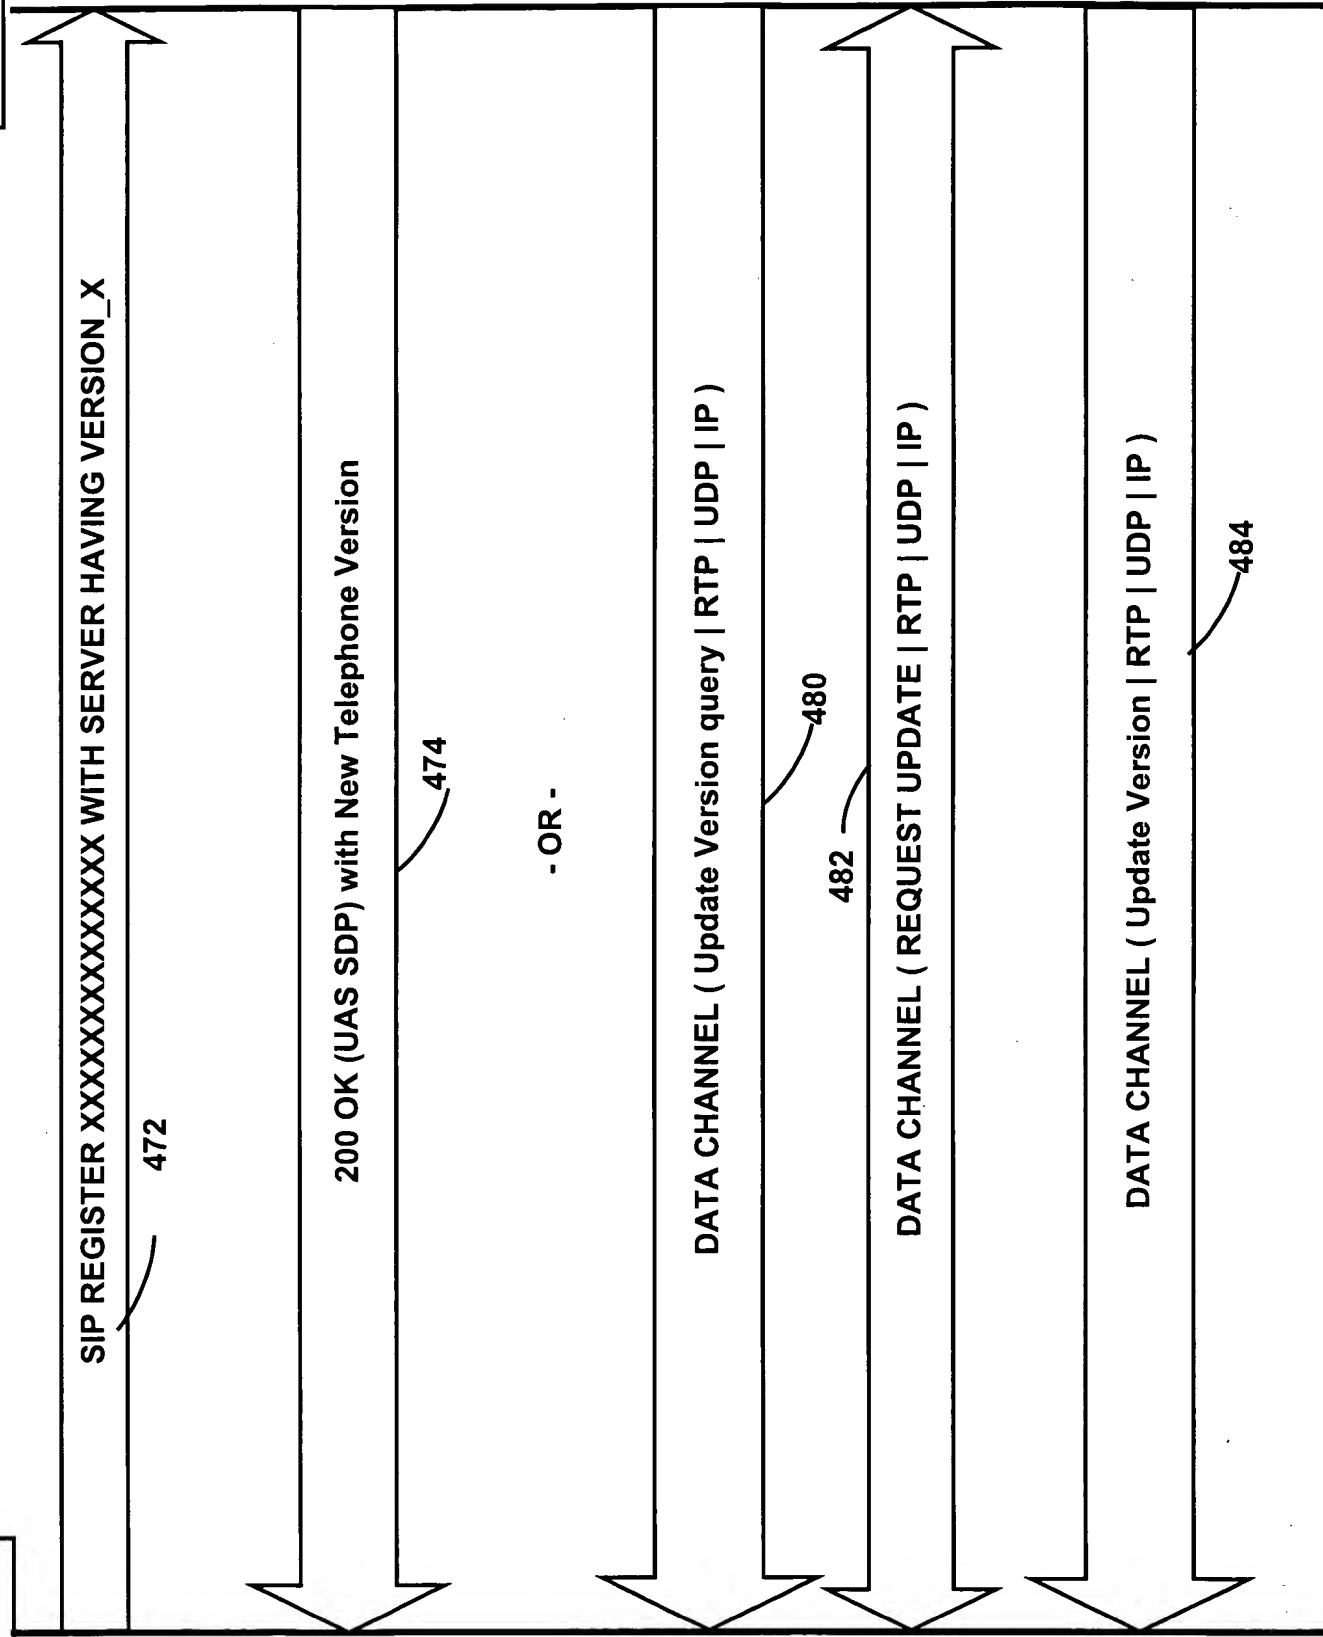 SIP REGISTER XXXXXXXXXXXXX WITH SERVER HAVING VERSION_X
472
200 OK (UAS SDP) with New Telephone Version
474
- OR -
DATA CHANNEL ( Update Version query | RTP | UDP | IP )
480
482
DATA CHANNEL ( REQUEST UPDATE | RTP | UDP | IP )
DATA CHANNEL ( Update Version | RTP | UDP | IP )
484